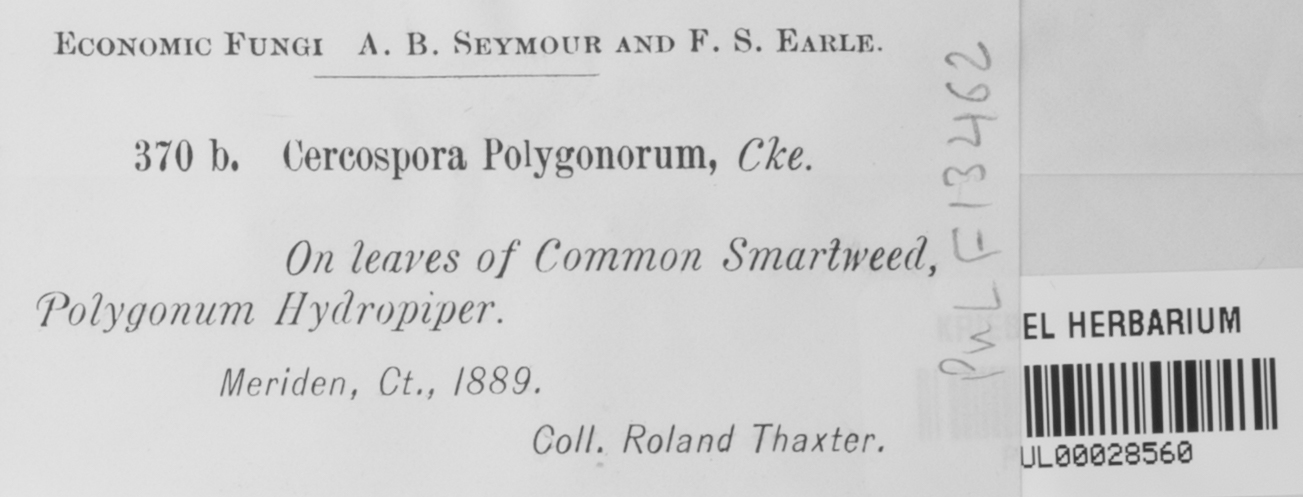 ECONOMIC FUNGI A. B. SEYMOUR AND F. S. EARLE.
370 b. Cercospora Polygonorum, Cke.
On leaves of Common Smartweed,
Polygonum Hydropiper.
Meriden, Ct., 1889.
Coll. Roland Thaxter.
PUL F13462
EL HERBARIUM
UL00028560